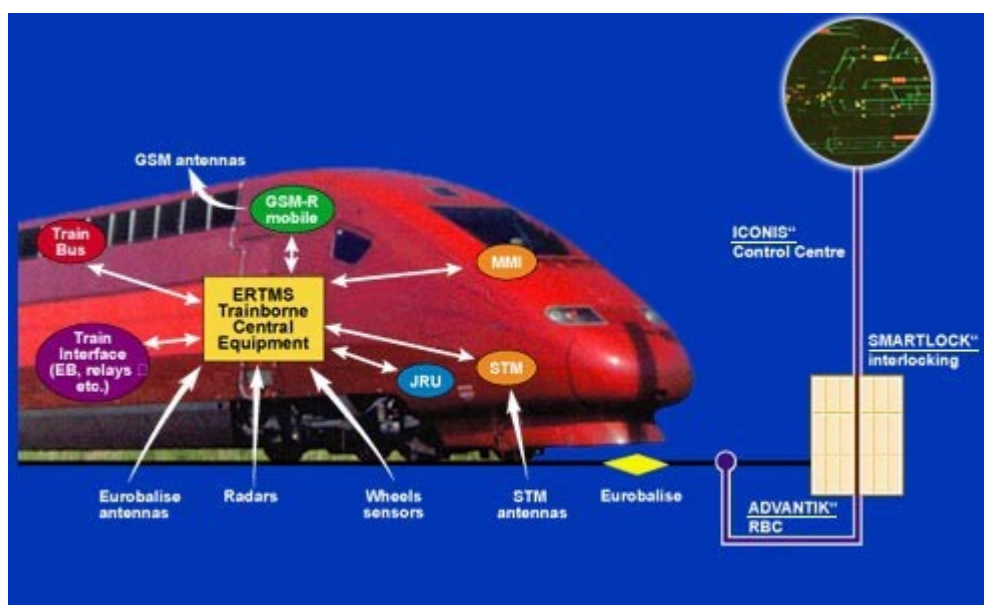 GSM antennas
GSM-R
mobile
Train
Bus
ICONIS“
Control Centre
MMI
ERTMS
Trainborne
Central
Equipment
Train
Interface
(EB, relays
etc.)
SMARTLOCK“
interlocking
STM
JRU
Eurobalise
antennas
Radars
Wheels
sensors
STM
antennas
Eurobalise
ADVANTIK“
RBC